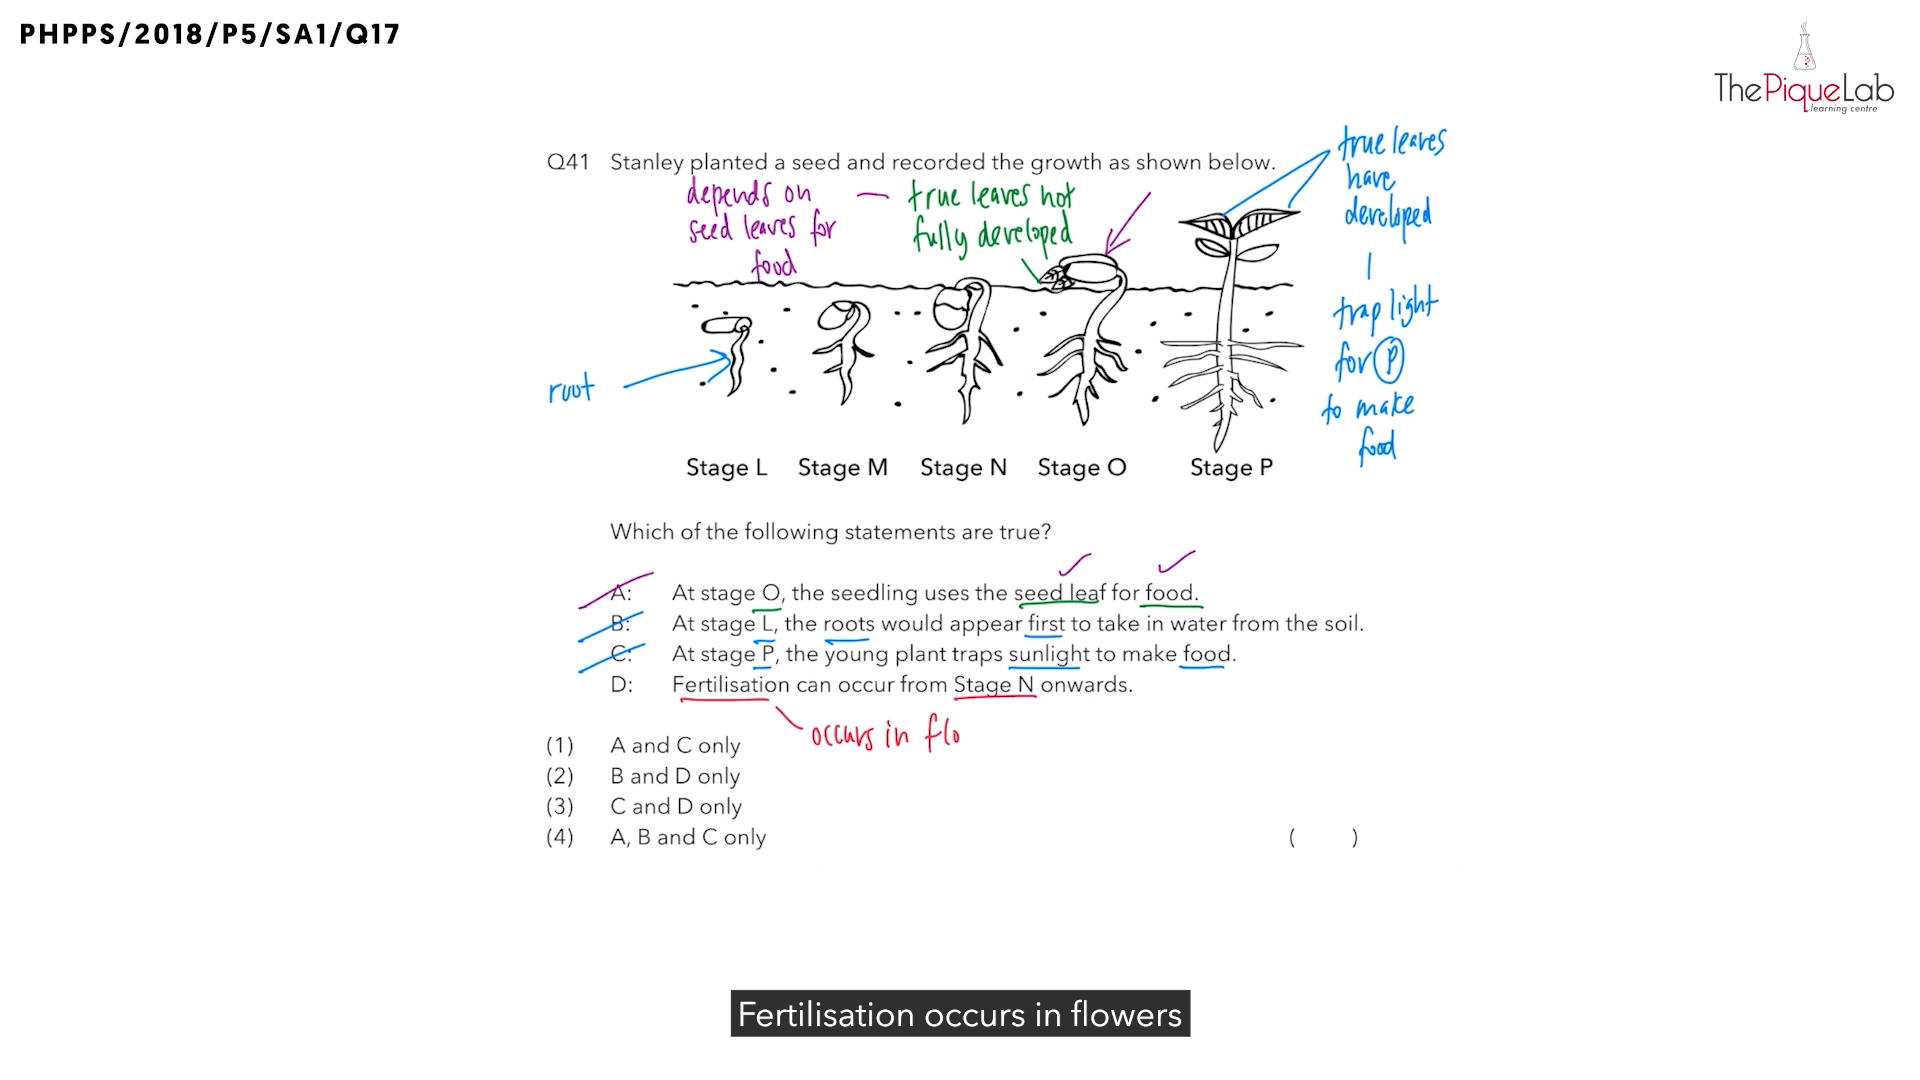 PHPPS/2018/P5/SA1/Q17
ThePiqueLab
learning centre
Q41 Stanley planted a seed and recorded the growth as shown below.
depends on
seed leaves for
food
true leaves not
fully developed
true leaves
have
developed
trap light
for P
to make
food
root
Stage L Stage M Stage N Stage O Stage P
Which of the following statements are true?
A: At stage O, the seedling uses the seed leaf for food.
B: At stage L, the roots would appear first to take in water from the soil.
C: At stage P, the young plant traps sunlight to make food.
D: Fertilisation can occur from Stage N onwards.
occurs in flo
(1) A and C only
(2) B and D only
(3) C and D only
(4) A, B and C only ( )
Fertilisation occurs in flowers